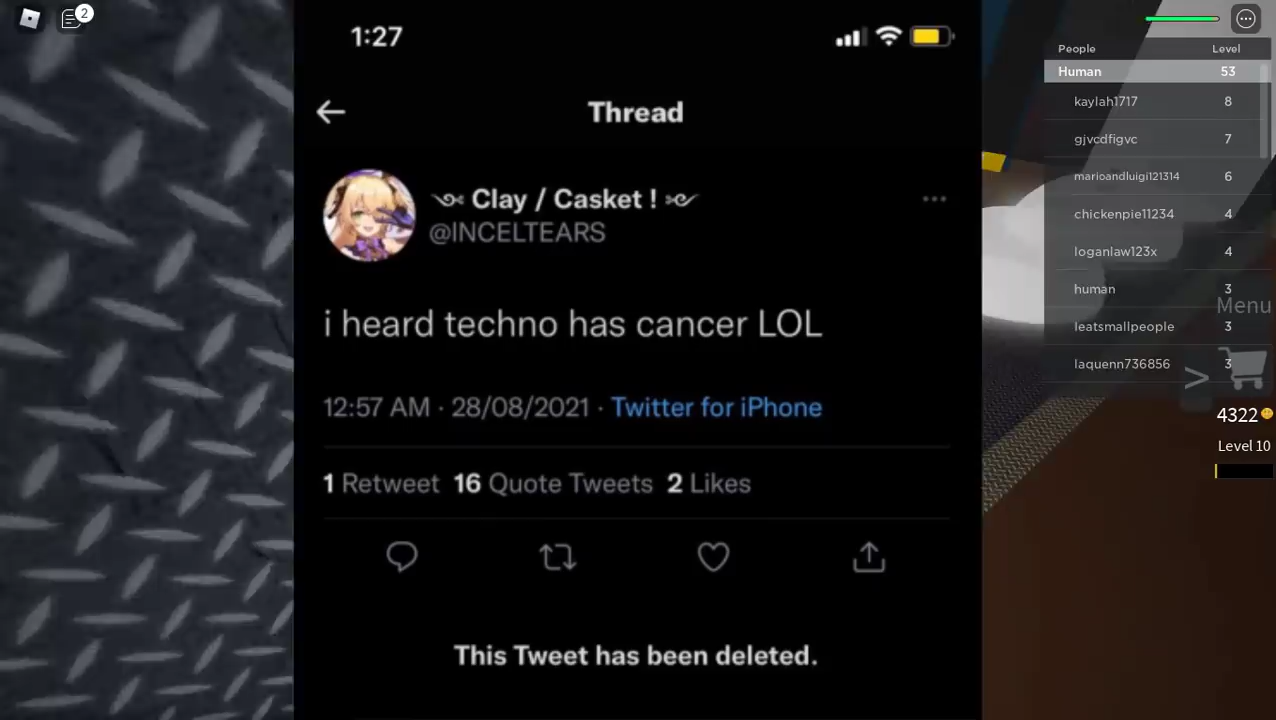 2
1:27
Thread
Clay / Casket !
@INCELTEARS
i heard techno has cancer LOL
12:57 AM · 28/08/2021 · Twitter for iPhone
1 Retweet 16 Quote Tweets 2 Likes
This Tweet has been deleted.
People Level
Human 53
kaylah1717 8
gjvcdfigvc 7
marioandluigi121314 6
chickenpie11234 4
loganlaw123x 4
human 3
Menu
leatsmallpeople 3
laquenn736856 3
>
4322
Level 10